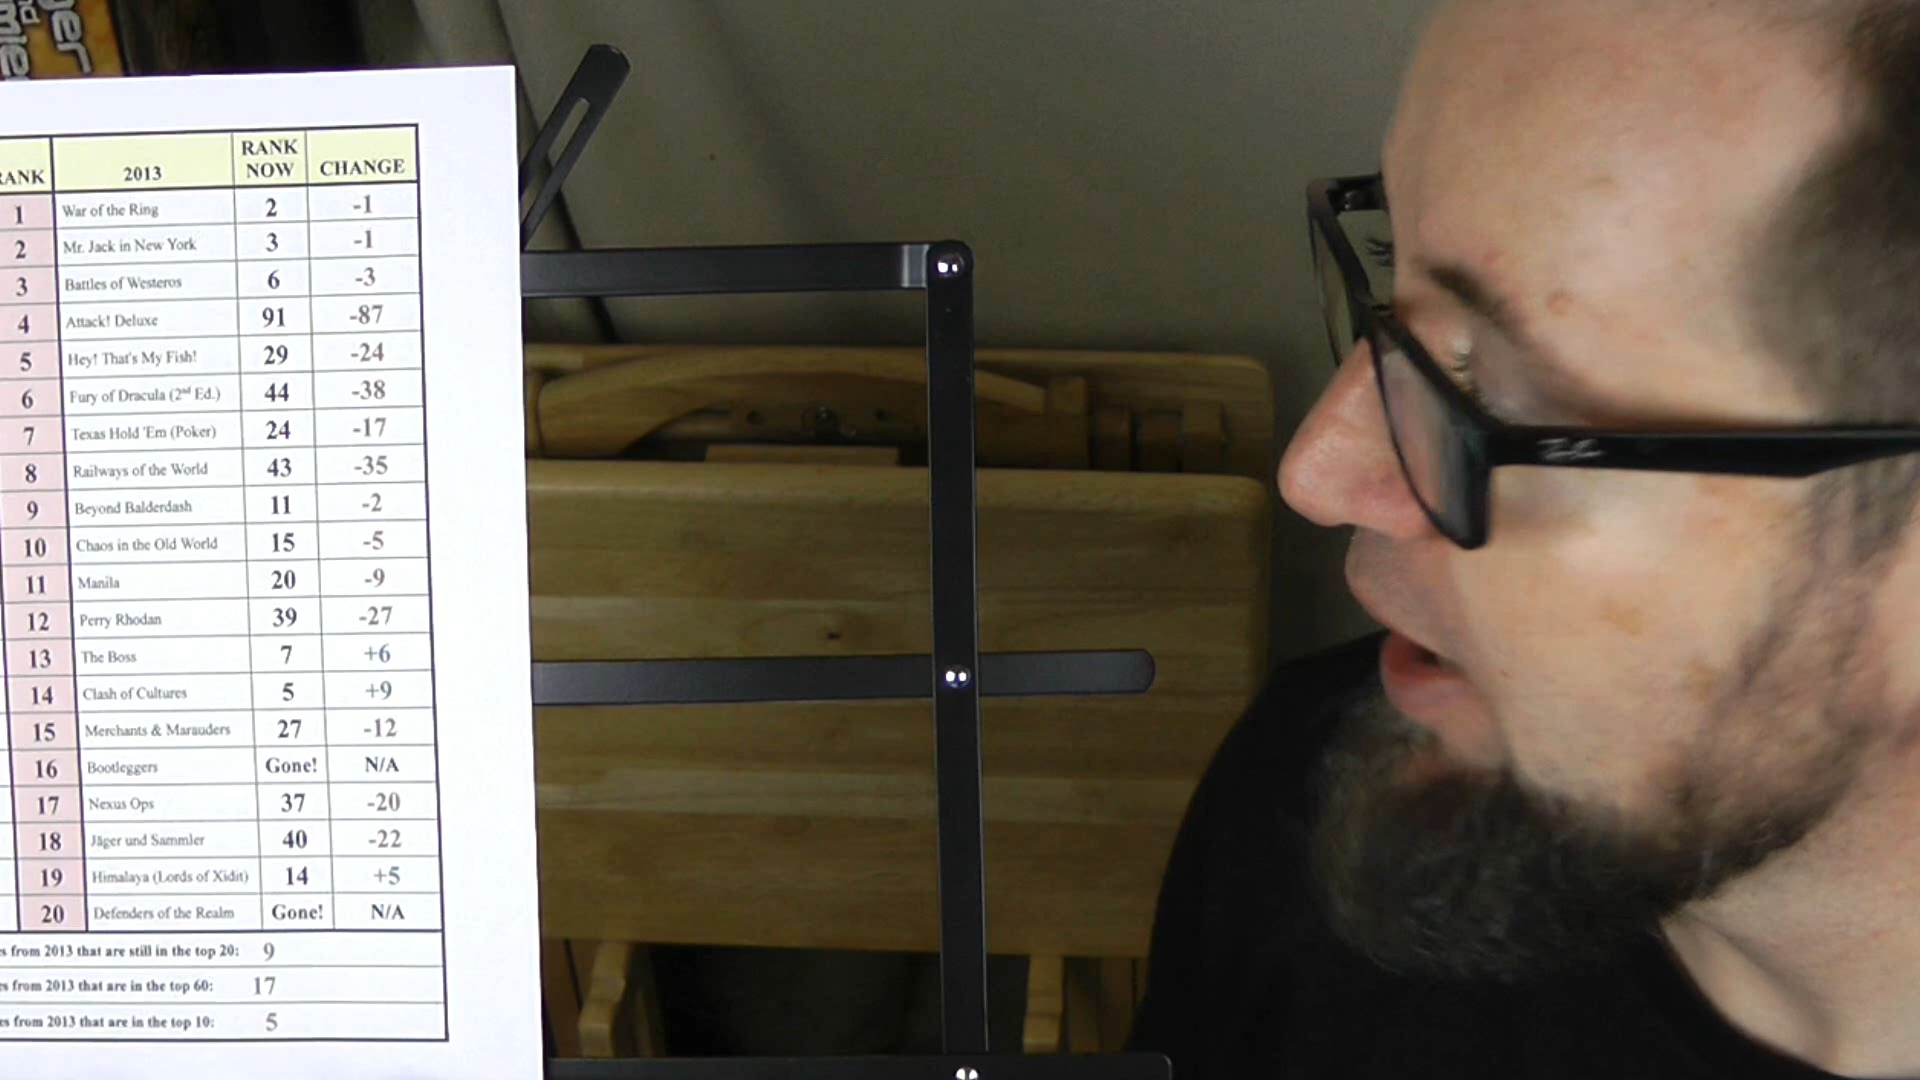 RANK 2013 RANK NOW CHANGE
1 War of the Ring 2 -1
2 Mr. Jack in New York 3 -1
3 Battles of Westeros 6 -3
4 Attack! Deluxe 91 -87
5 Hey! That's My Fish! 29 -24
6 Fury of Dracula (2nd Ed.) 44 -38
7 Texas Hold 'Em (Poker) 24 -17
8 Railways of the World 43 -35
9 Beyond Balderdash 11 -2
10 Chaos in the Old World 15 -5
11 Manila 20 -9
12 Perry Rhodan 39 -27
13 The Boss 7 +6
14 Clash of Cultures 5 +9
15 Merchants & Marauders 27 -12
16 Bootleggers Gone! N/A
17 Nexus Ops 37 -20
18 Jäger und Sammler 40 -22
19 Himalaya (Lords of Xidit) 14 +5
20 Defenders of the Realm Gone! N/A
from 2013 that are still in the top 20: 9
from 2013 that are in the top 60: 17
from 2013 that are in the top 10: 5
Ray-Ban